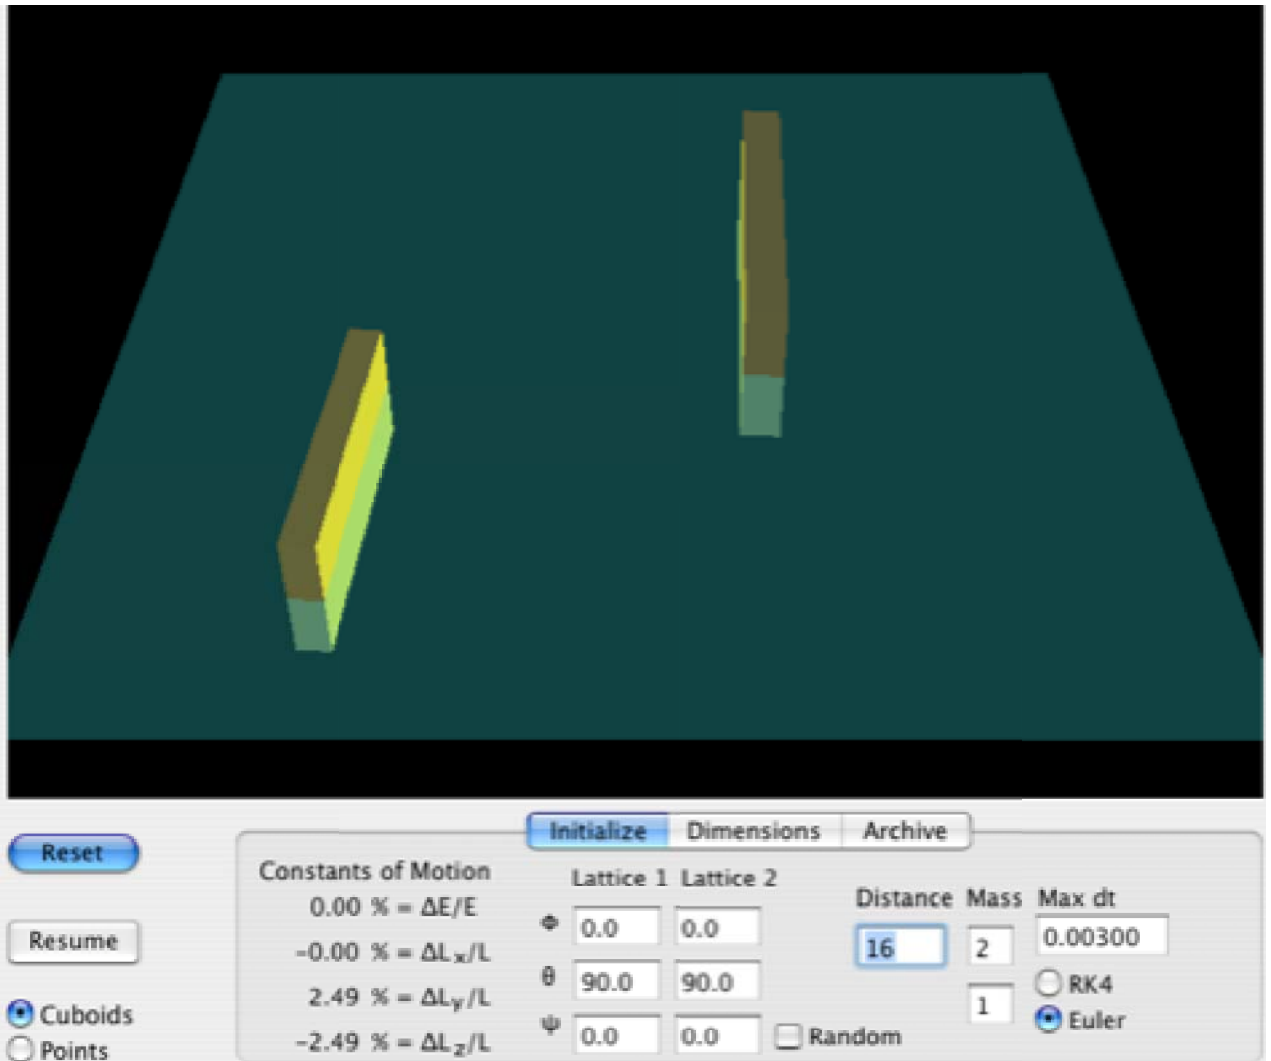 Reset
Resume
Cuboids
Points
Initialize Dimensions Archive
Constants of Motion
0.00 % = ΔE/E
-0.00 % = ΔLx/L
2.49 % = ΔLy/L
-2.49 % = ΔLz/L
Lattice 1 Lattice 2
Φ 0.0 0.0
θ 90.0 90.0
Ψ 0.0 0.0
Random
Distance Mass Max dt
16 2 0.00300
1
RK4
Euler